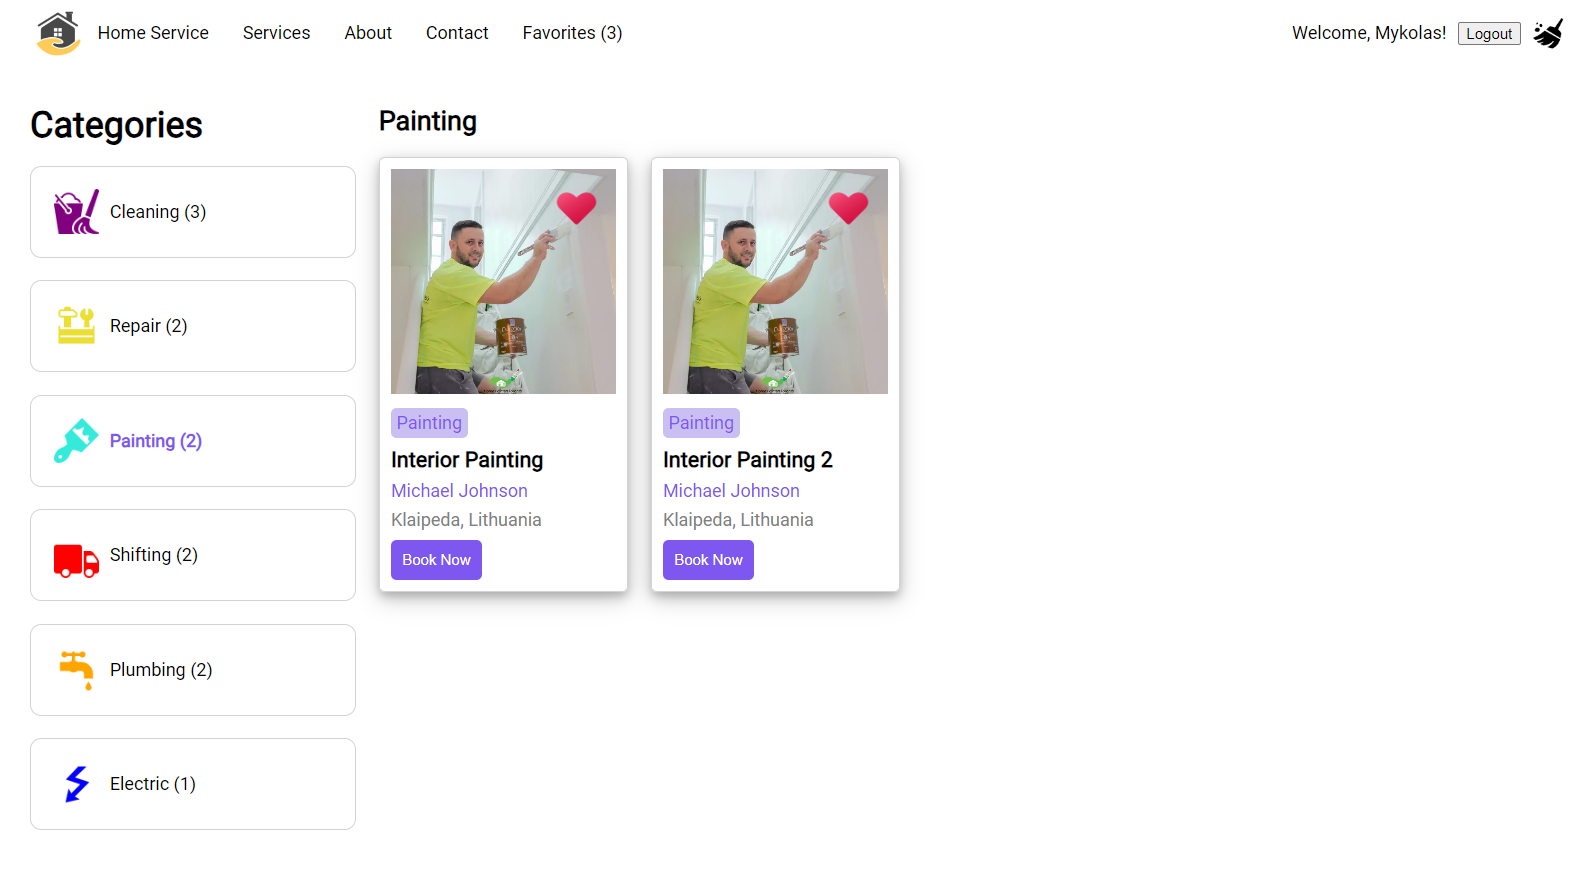 Home Service
Services
About
Contact
Favorites (3)
Welcome, Mykolas!
Logout
Categories
Cleaning (3)
Repair (2)
Painting (2)
Shifting (2)
Plumbing (2)
Electric (1)
Painting
Painting
Interior Painting
Michael Johnson
Klaipeda, Lithuania
Book Now
Painting
Interior Painting 2
Michael Johnson
Klaipeda, Lithuania
Book Now